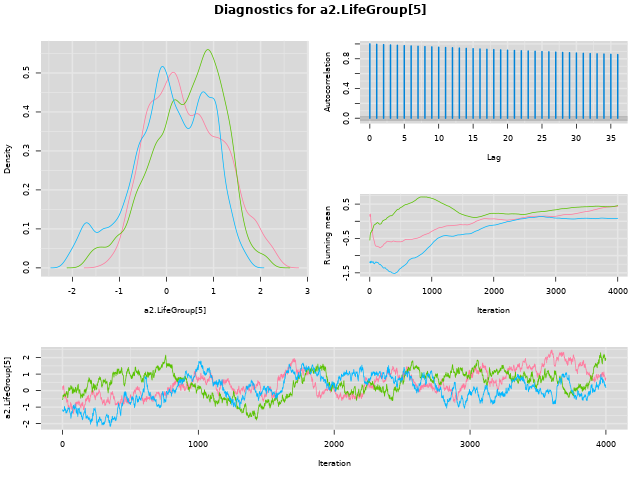 Diagnostics for a2.LifeGroup[5]
Density
0.0 0.1 0.2 0.3 0.4 0.5
-2 -1 0 1 2 3
a2.LifeGroup[5]
Autocorrelation
0.0 0.4 0.8
0 5 10 15 20 25 30 35
Lag
Running mean
-1.5 -0.5 0.5
0 1000 2000 3000 4000
Iteration
a2.LifeGroup[5]
-2 -1 0 1 2
0 1000 2000 3000 4000
Iteration